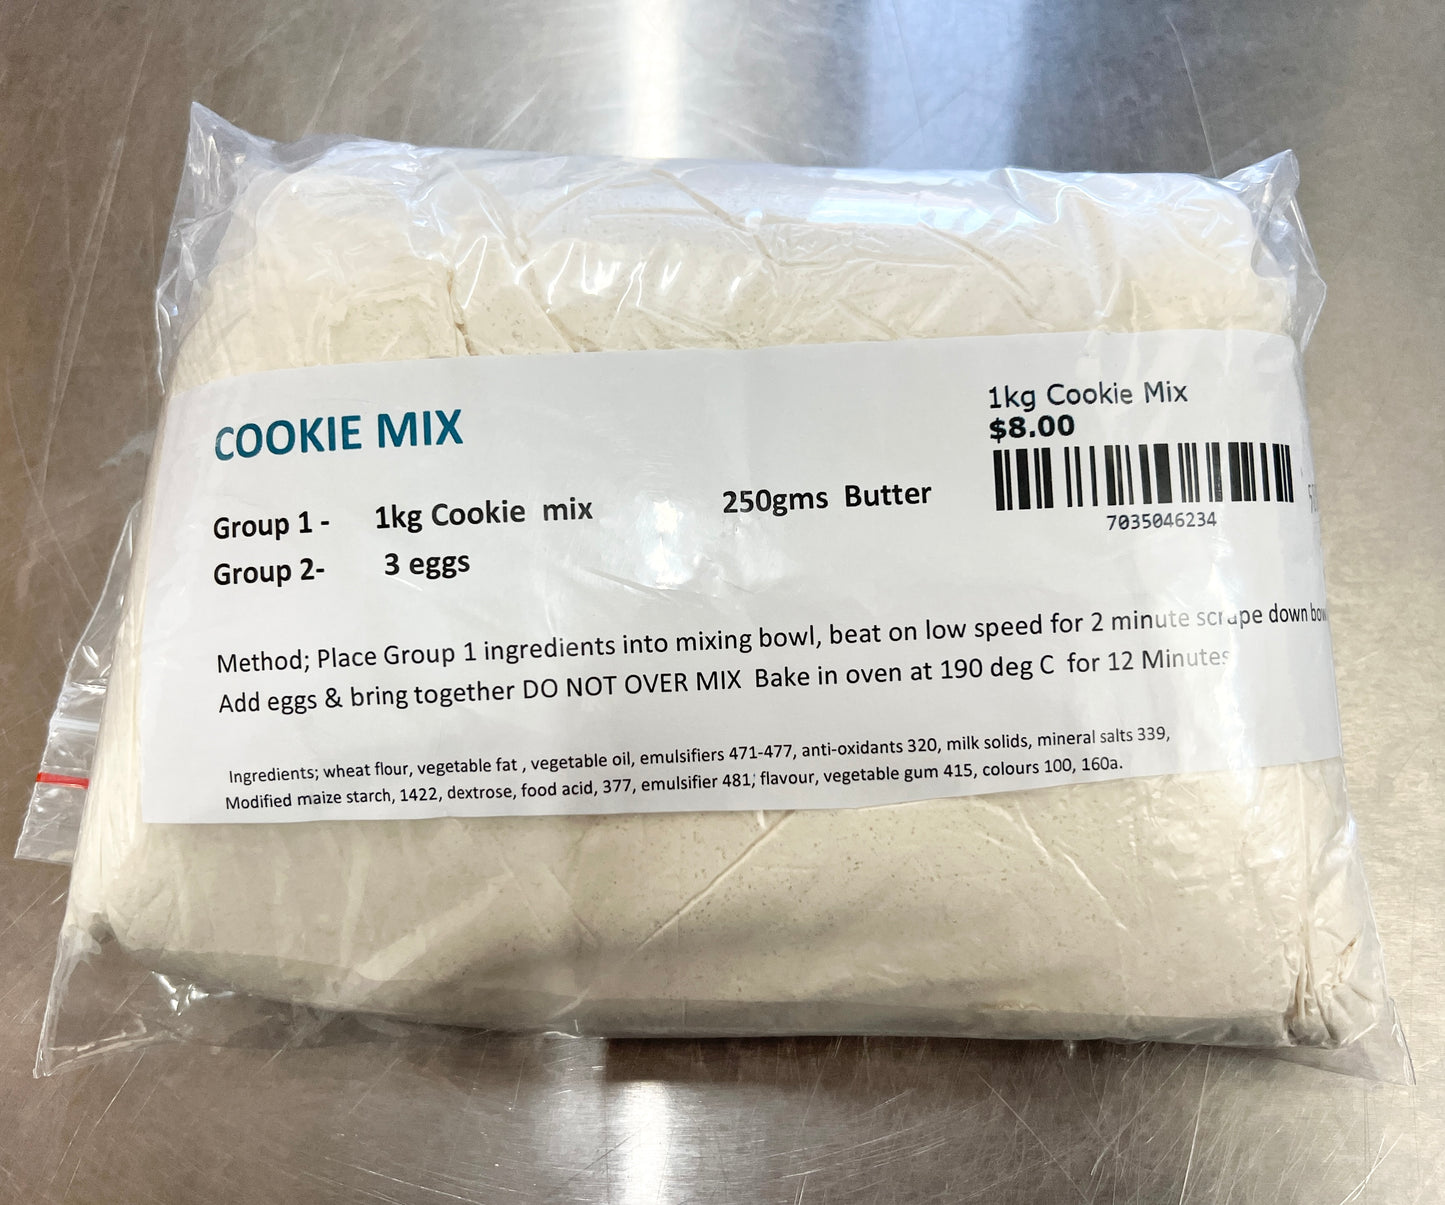 COOKIE MIX
1kg Cookie Mix
$8.00
7035046234
Group 1 - 1kg Cookie mix 250gms Butter
Group 2- 3 eggs
Method; Place Group 1 ingredients into mixing bowl, beat on low speed for 2 minute scrape down
Add eggs & bring together DO NOT OVER MIX Bake in oven at 190 deg C for 12 Minutes
Ingredients; wheat flour, vegetable fat , vegetable oil, emulsifiers 471-477, anti-oxidants 320, milk solids, mineral salts 339,
Modified maize starch, 1422, dextrose, food acid, 377, emulsifier 481, flavour, vegetable gum 415, colours 100, 160a.